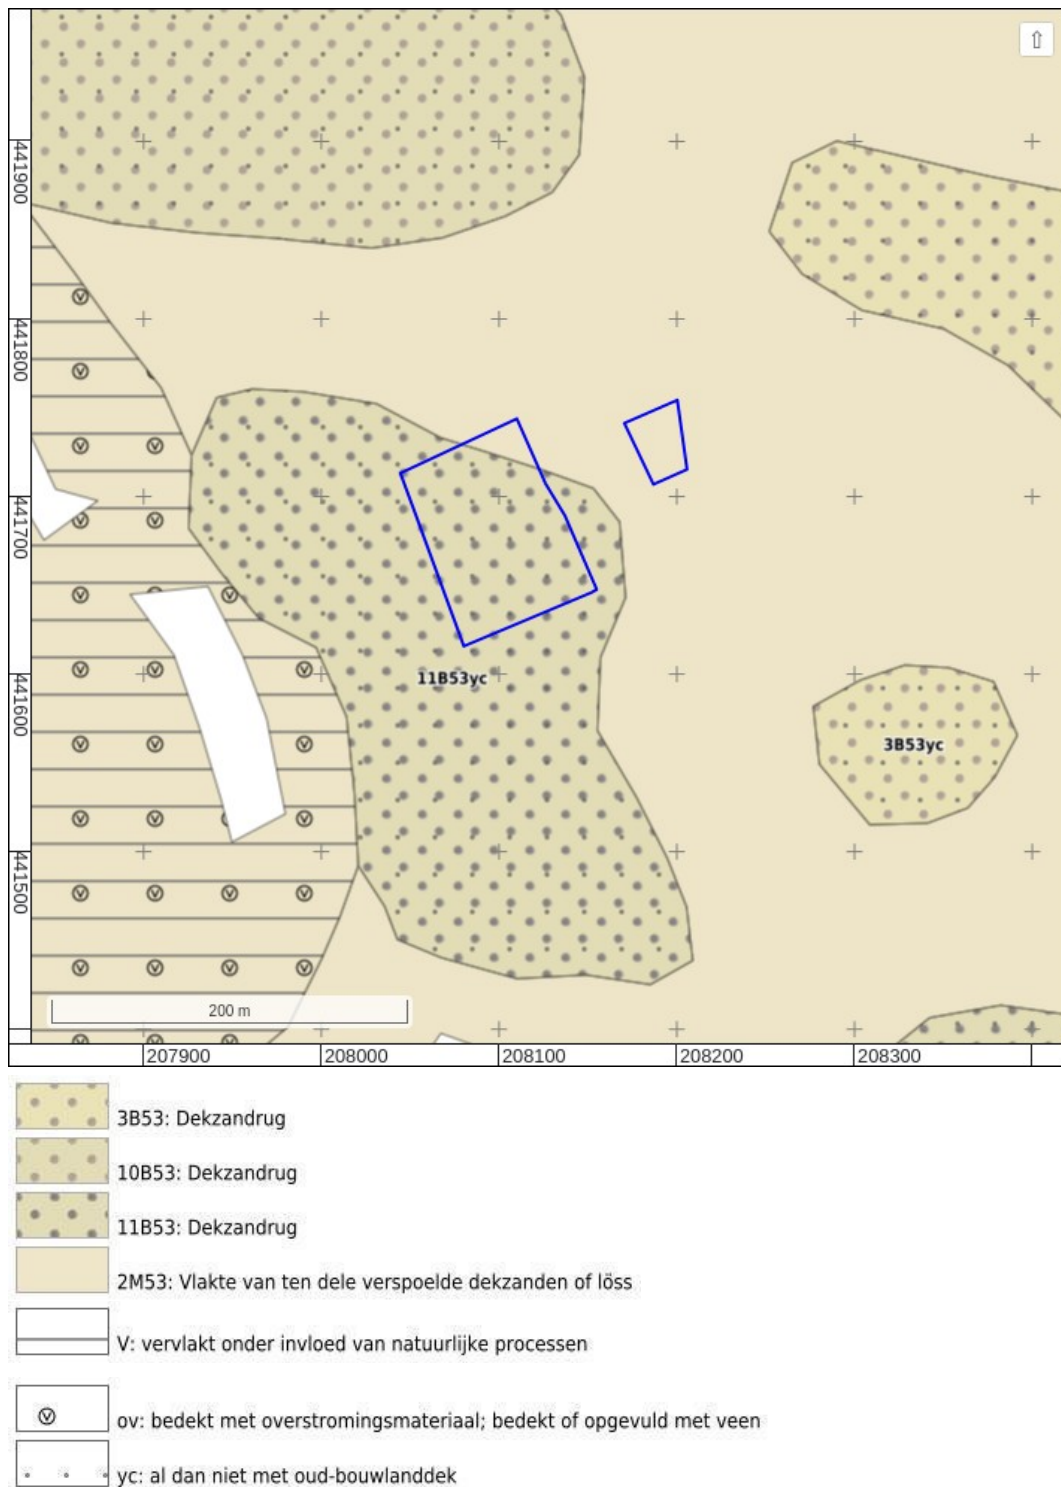 ⇧
441900
441800
441700
441600
441500
11B53yc
3B53yc
200 m
207900
208000
208100
208200
208300
3B53: Dekzandrug
10B53: Dekzandrug
11B53: Dekzandrug
2M53: Vlakte van ten dele verspoelde dekzanden of löss
V: vervlakt onder invloed van natuurlijke processen
ov: bedekt met overstromingsmateriaal; bedekt of opgevuld met veen
yc: al dan niet met oud-bouwlanddek